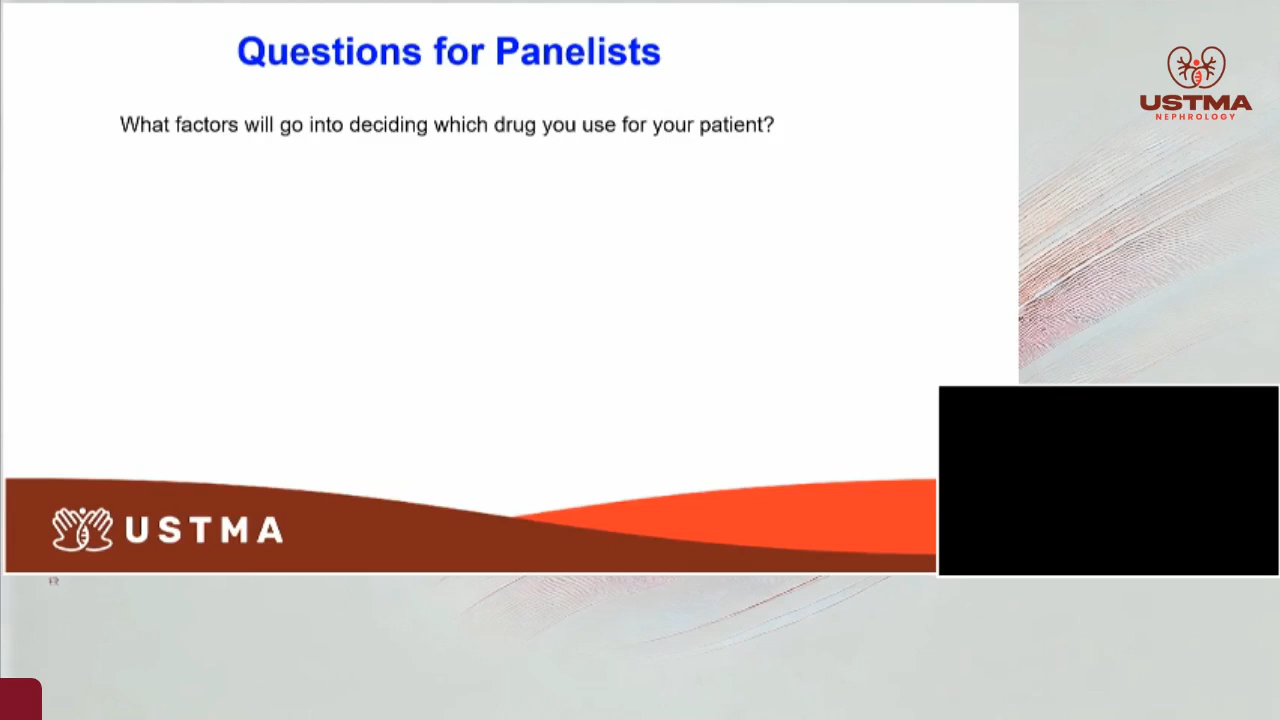 Questions for Panelists
What factors will go into deciding which drug you use for your patient?
USTMA
NEPHROLOGY
USTMA